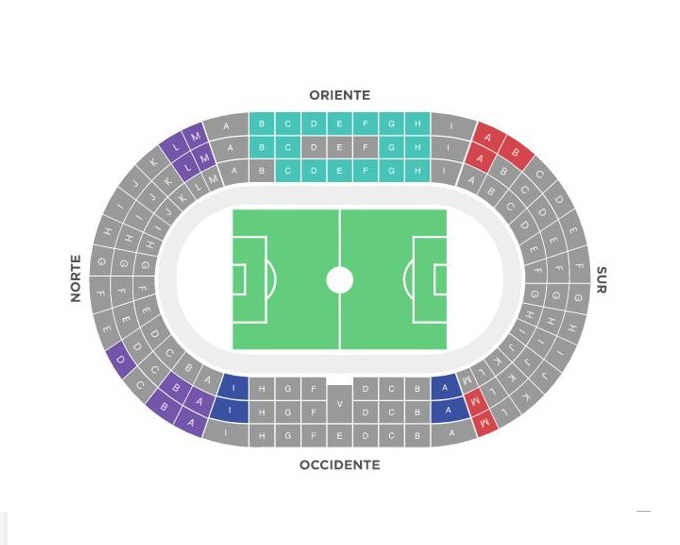 ORIENTE
A B C D E F G H I
A B C D E F G H I
A B C D E F G H I
NORTE
M L K J I H G F E D C B A
M L K J I H G F E D C B A
M L K J I H G F E D C B A
A B C D E F G H I J K L M
A B C D E F G H I J K L M
A B C D E F G H I J K L M
SUR
I H G F D C B A
V
I H G F D C B A
I H G F E D C B A
OCCIDENTE